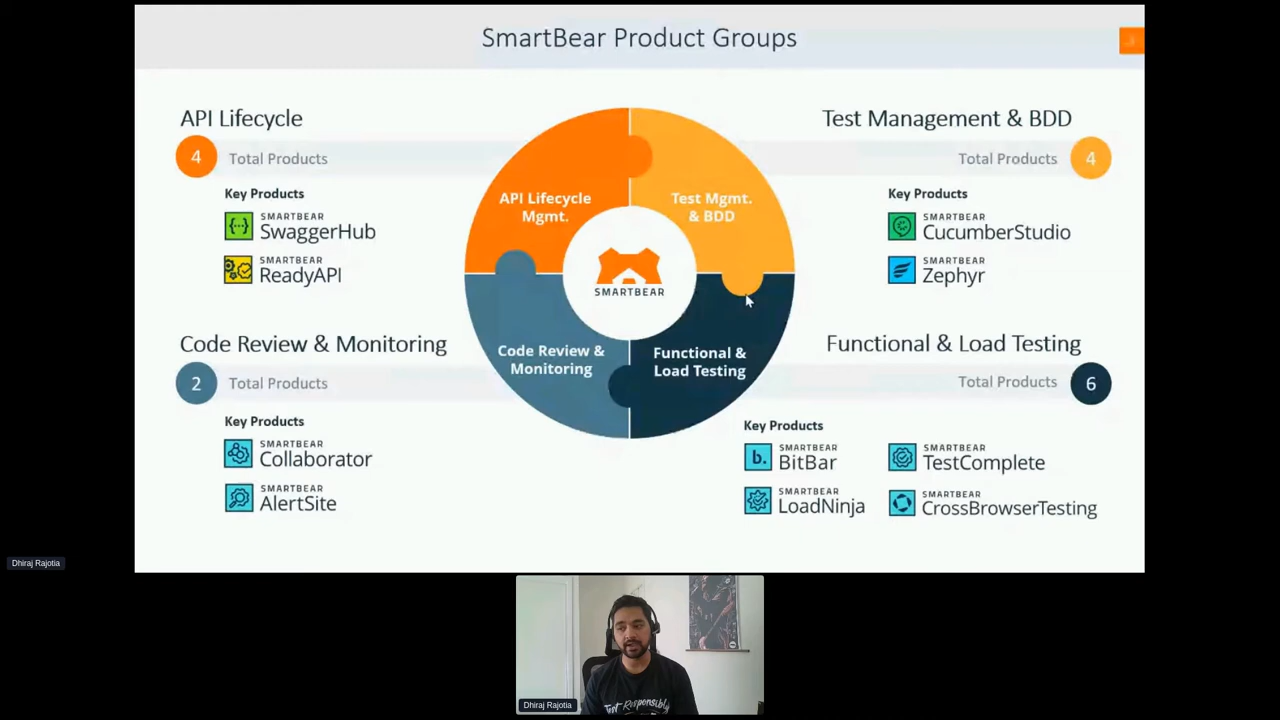 SmartBear Product Groups
API Lifecycle
4
Total Products
Key Products
SMARTBEAR
SwaggerHub
SMARTBEAR
ReadyAPI
Test Management & BDD
Total Products
4
Key Products
SMARTBEAR
CucumberStudio
SMARTBEAR
Zephyr
API Lifecycle
Mgmt.
Test Mgmt.
& BDD
SMARTBEAR
Code Review &
Monitoring
Functional &
Load Testing
Code Review & Monitoring
2
Total Products
Key Products
SMARTBEAR
Collaborator
SMARTBEAR
AlertSite
Functional & Load Testing
Total Products
6
Key Products
b.
SMARTBEAR
BitBar
SMARTBEAR
TestComplete
SMARTBEAR
LoadNinja
SMARTBEAR
CrossBrowserTesting
Dhiraj Rajotia
Test Responsibly
Dhiraj Rajotia